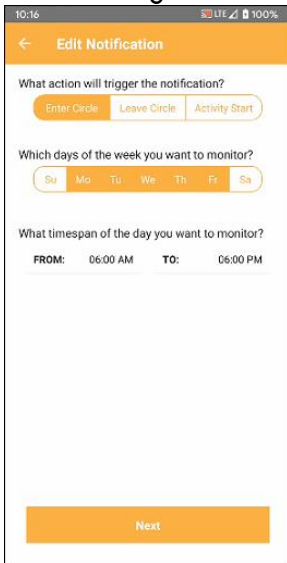 10:16 LTE 100%
Edit Notification
What action will trigger the notification?
Enter Circle Leave Circle Activity Start
Which days of the week you want to monitor?
Su Mo Tu We Th Fr Sa
What timespan of the day you want to monitor?
FROM: 06:00 AM TO: 06:00 PM
Next